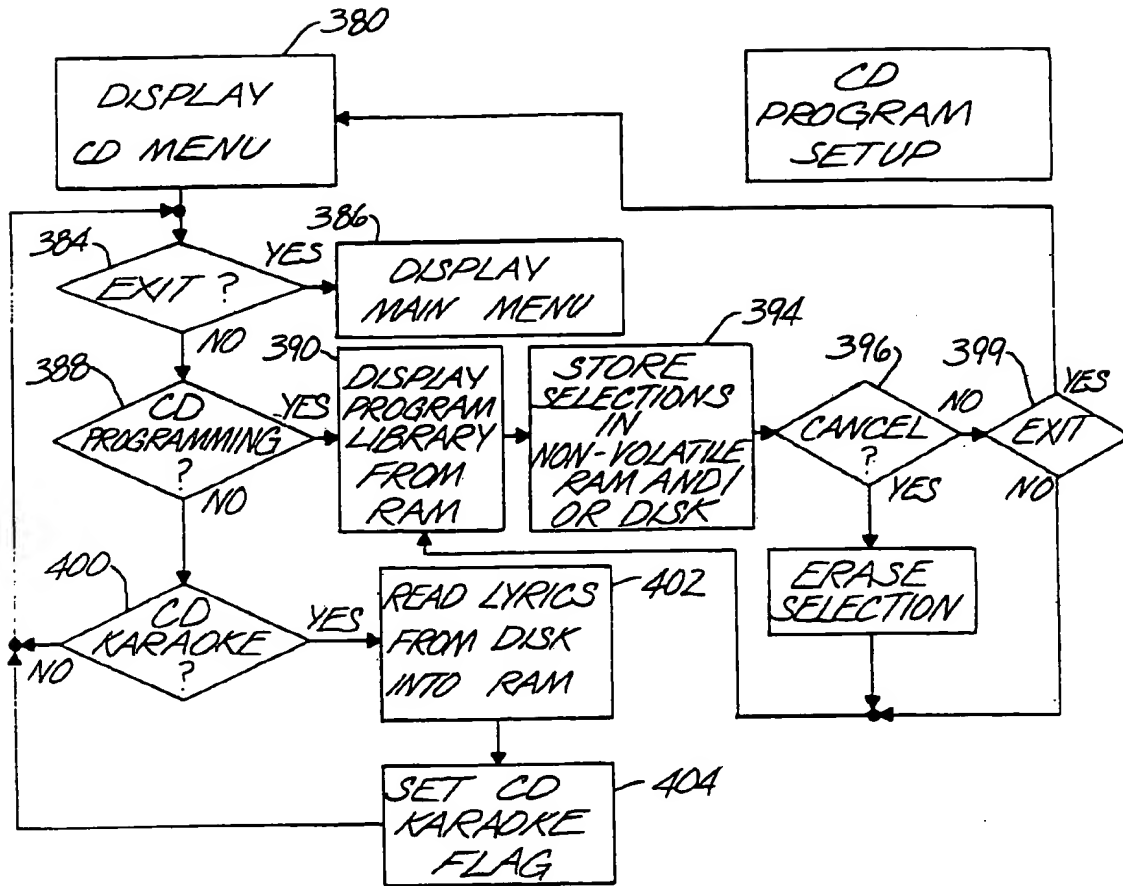 380
DISPLAY
CD MENU
CD
PROGRAM
SETUP
384
EXIT ?
YES
NO
386
DISPLAY
MAIN MENU
388
CD
PROGRAMMING
?
YES
NO
390
DISPLAY
PROGRAM
LIBRARY
FROM
RAM
394
STORE
SELECTIONS
IN
NON-VOLATILE
RAM AND/
OR DISK
396
CANCEL
?
NO
YES
399
EXIT
YES
NO
ERASE
SELECTION
400
CD
KARAOKE
?
YES
NO
402
READ LYRICS
FROM DISK
INTO RAM
404
SET CD
KARAOKE
FLAG